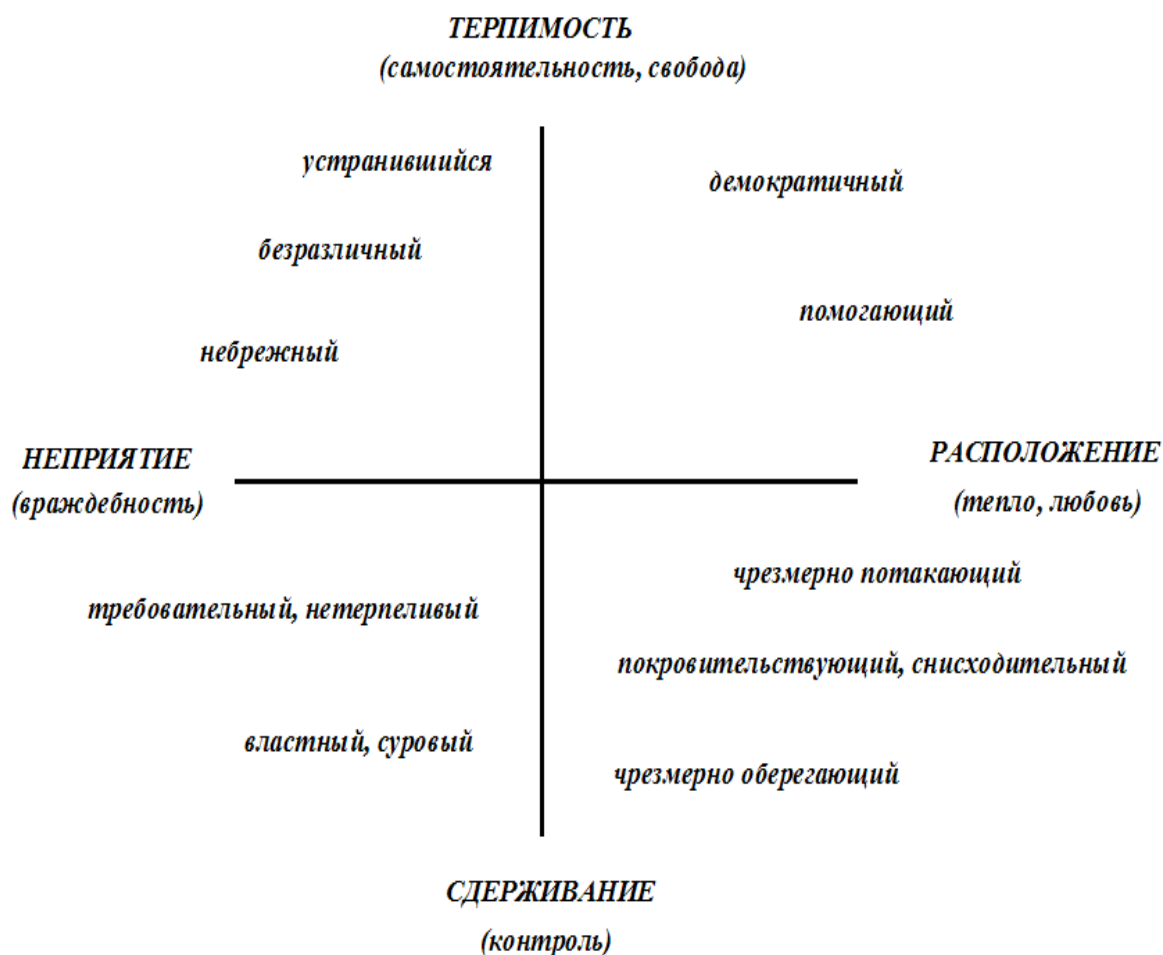 ТЕРПИМОСТЬ
(самостоятельность, свобода)
устранившийся
демократичный
безразличный
помогающий
небрежный
НЕПРИЯТИЕ
(враждебность)
РАСПОЛОЖЕНИЕ
(тепло, любовь)
чрезмерно потакающий
требовательный, нетерпеливый
покровительствующий, снисходительный
властный, суровый
чрезмерно оберегающий
СДЕРЖИВАНИЕ
(контроль)